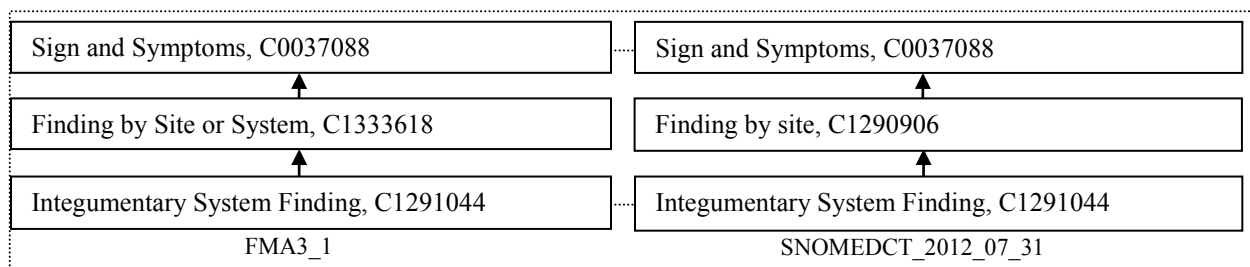 Sign and Symptoms, C0037088
Sign and Symptoms, C0037088
Finding by Site or System, C1333618
Finding by site, C1290906
Integumentary System Finding, C1291044
Integumentary System Finding, C1291044
FMA3_1
SNOMEDCT_2012_07_31